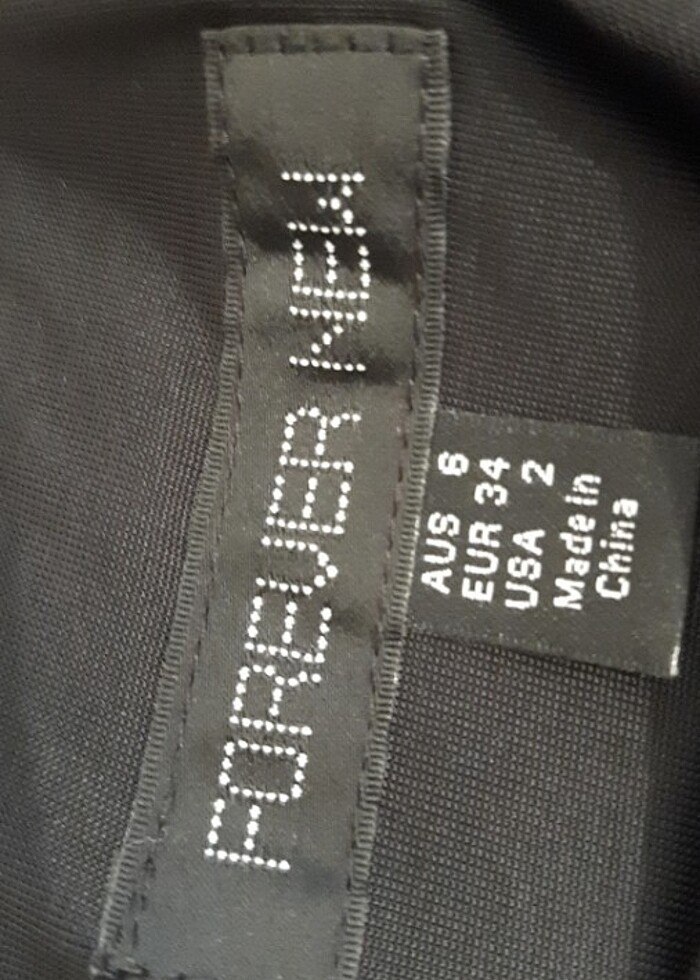 FOREVER NEW
AUS 6
EUR 34
USA 2
Made in
China